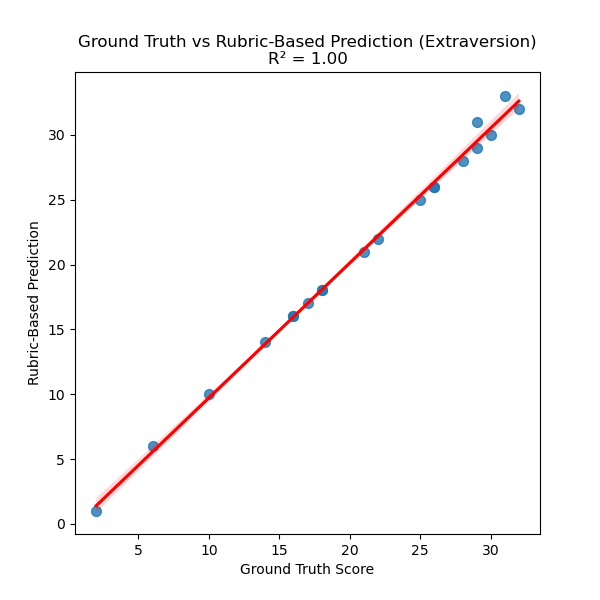 Ground Truth vs Rubric-Based Prediction (Extraversion)
R² = 1.00
30
25
20
15
10
5
0
Rubric-Based Prediction
5 10 15 20 25 30
Ground Truth Score